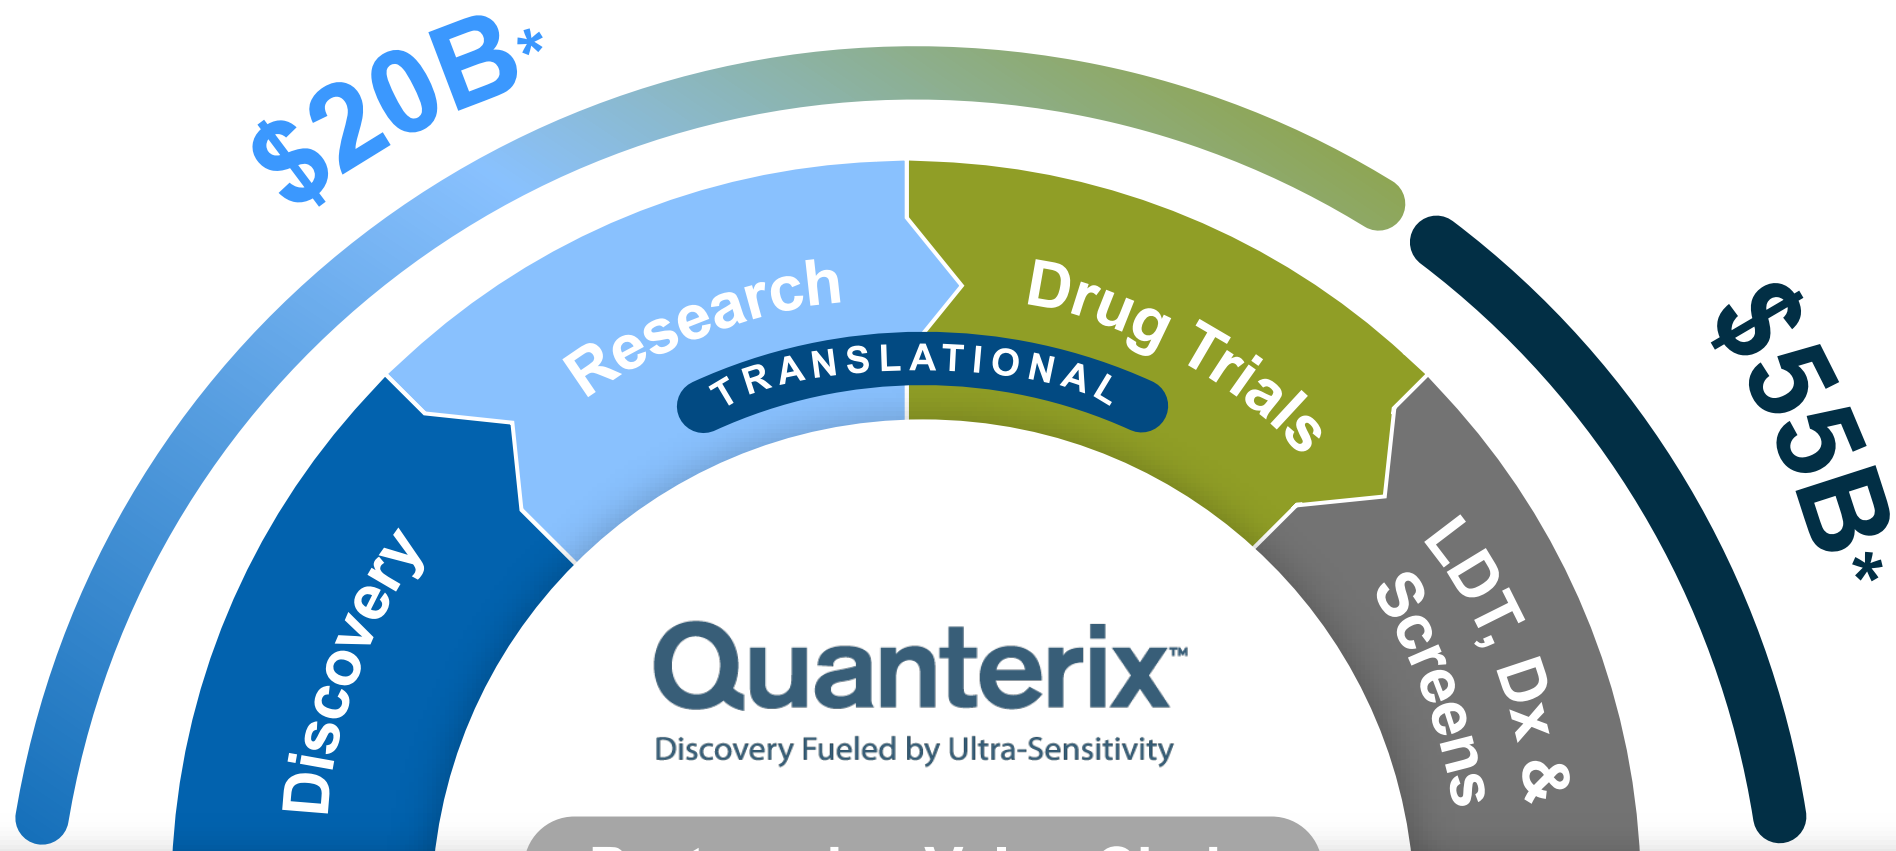 $20B*
$55B*
Discovery
Research
Drug Trials
TRANSLATIONAL
LDT, Dx &
Screens
Quanterix™
Discovery Fueled by Ultra-Sensitivity